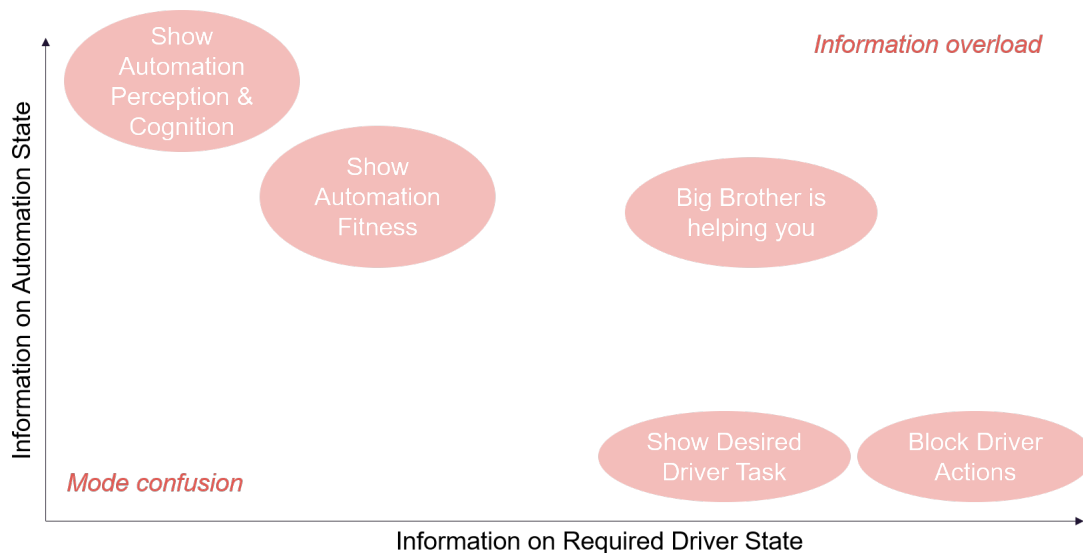 Show
Automation
Perception &
Cognition
Information overload
Show
Automation
Fitness
Big Brother is
helping you
Information on Automation State
Show Desired
Driver Task
Block Driver
Actions
Mode confusion
Information on Required Driver State